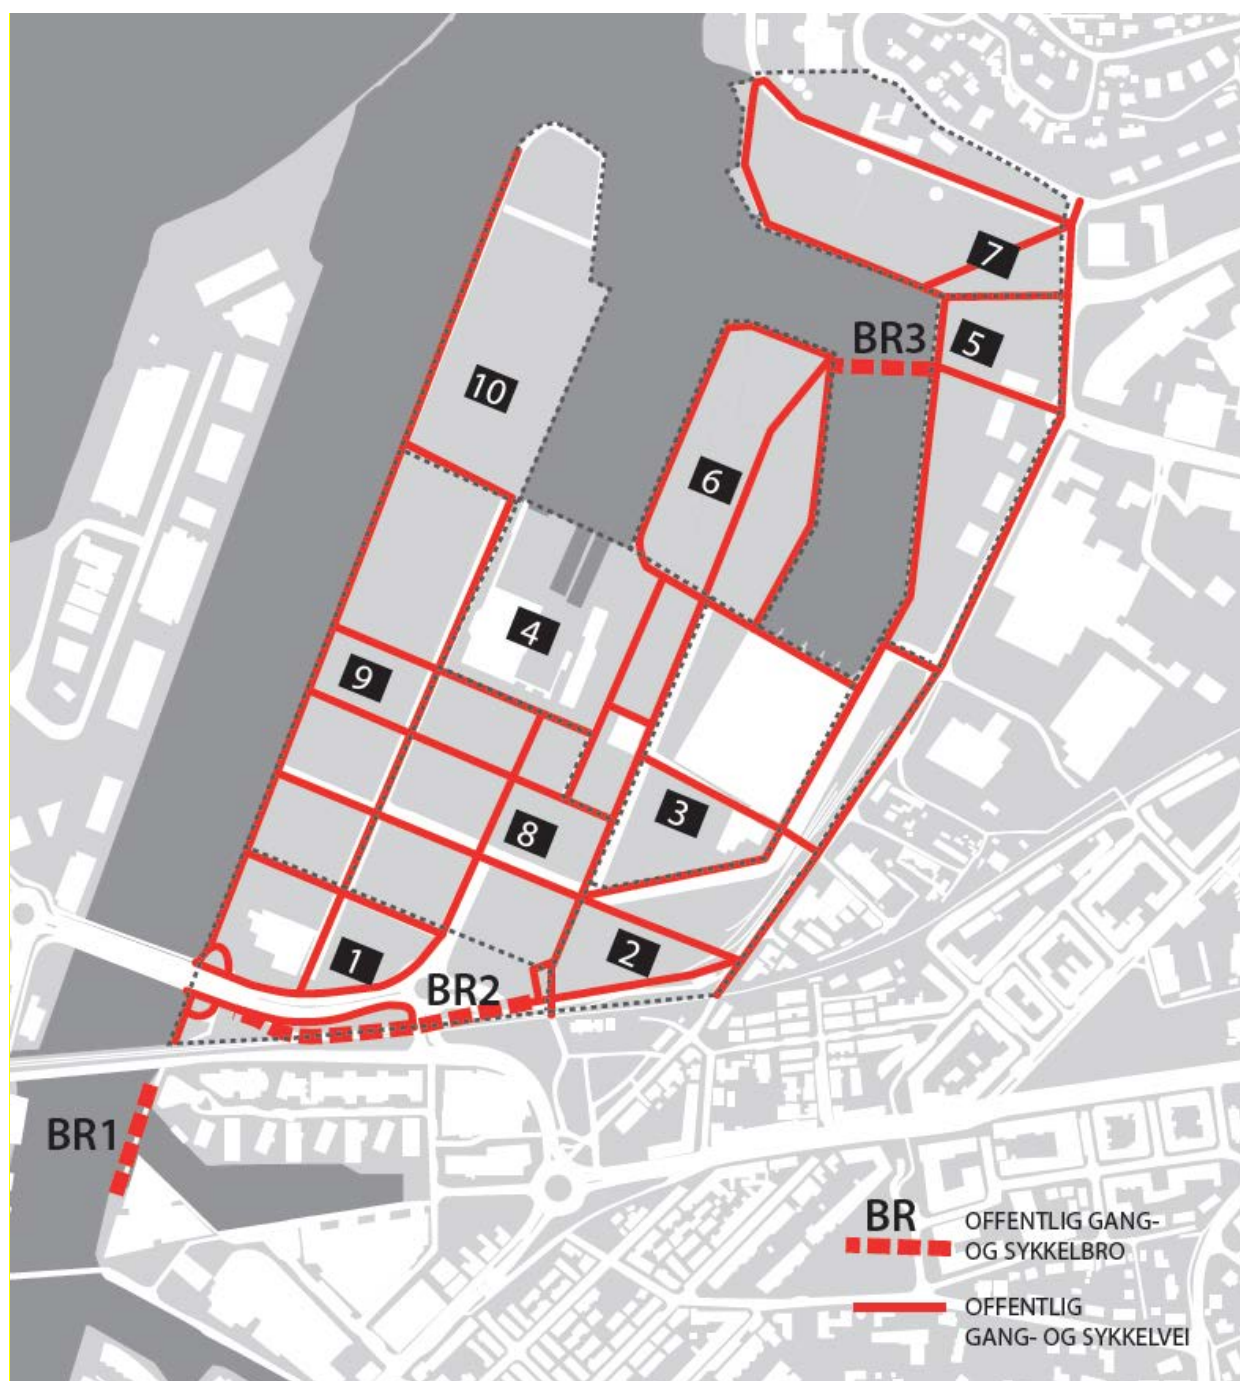 7
BR3
5
10
6
4
9
8
3
1
2
BR2
BR1
BR
OFFENTLIG GANG-
OG SYKKELBRO
OFFENTLIG
GANG- OG SYKKELVEI